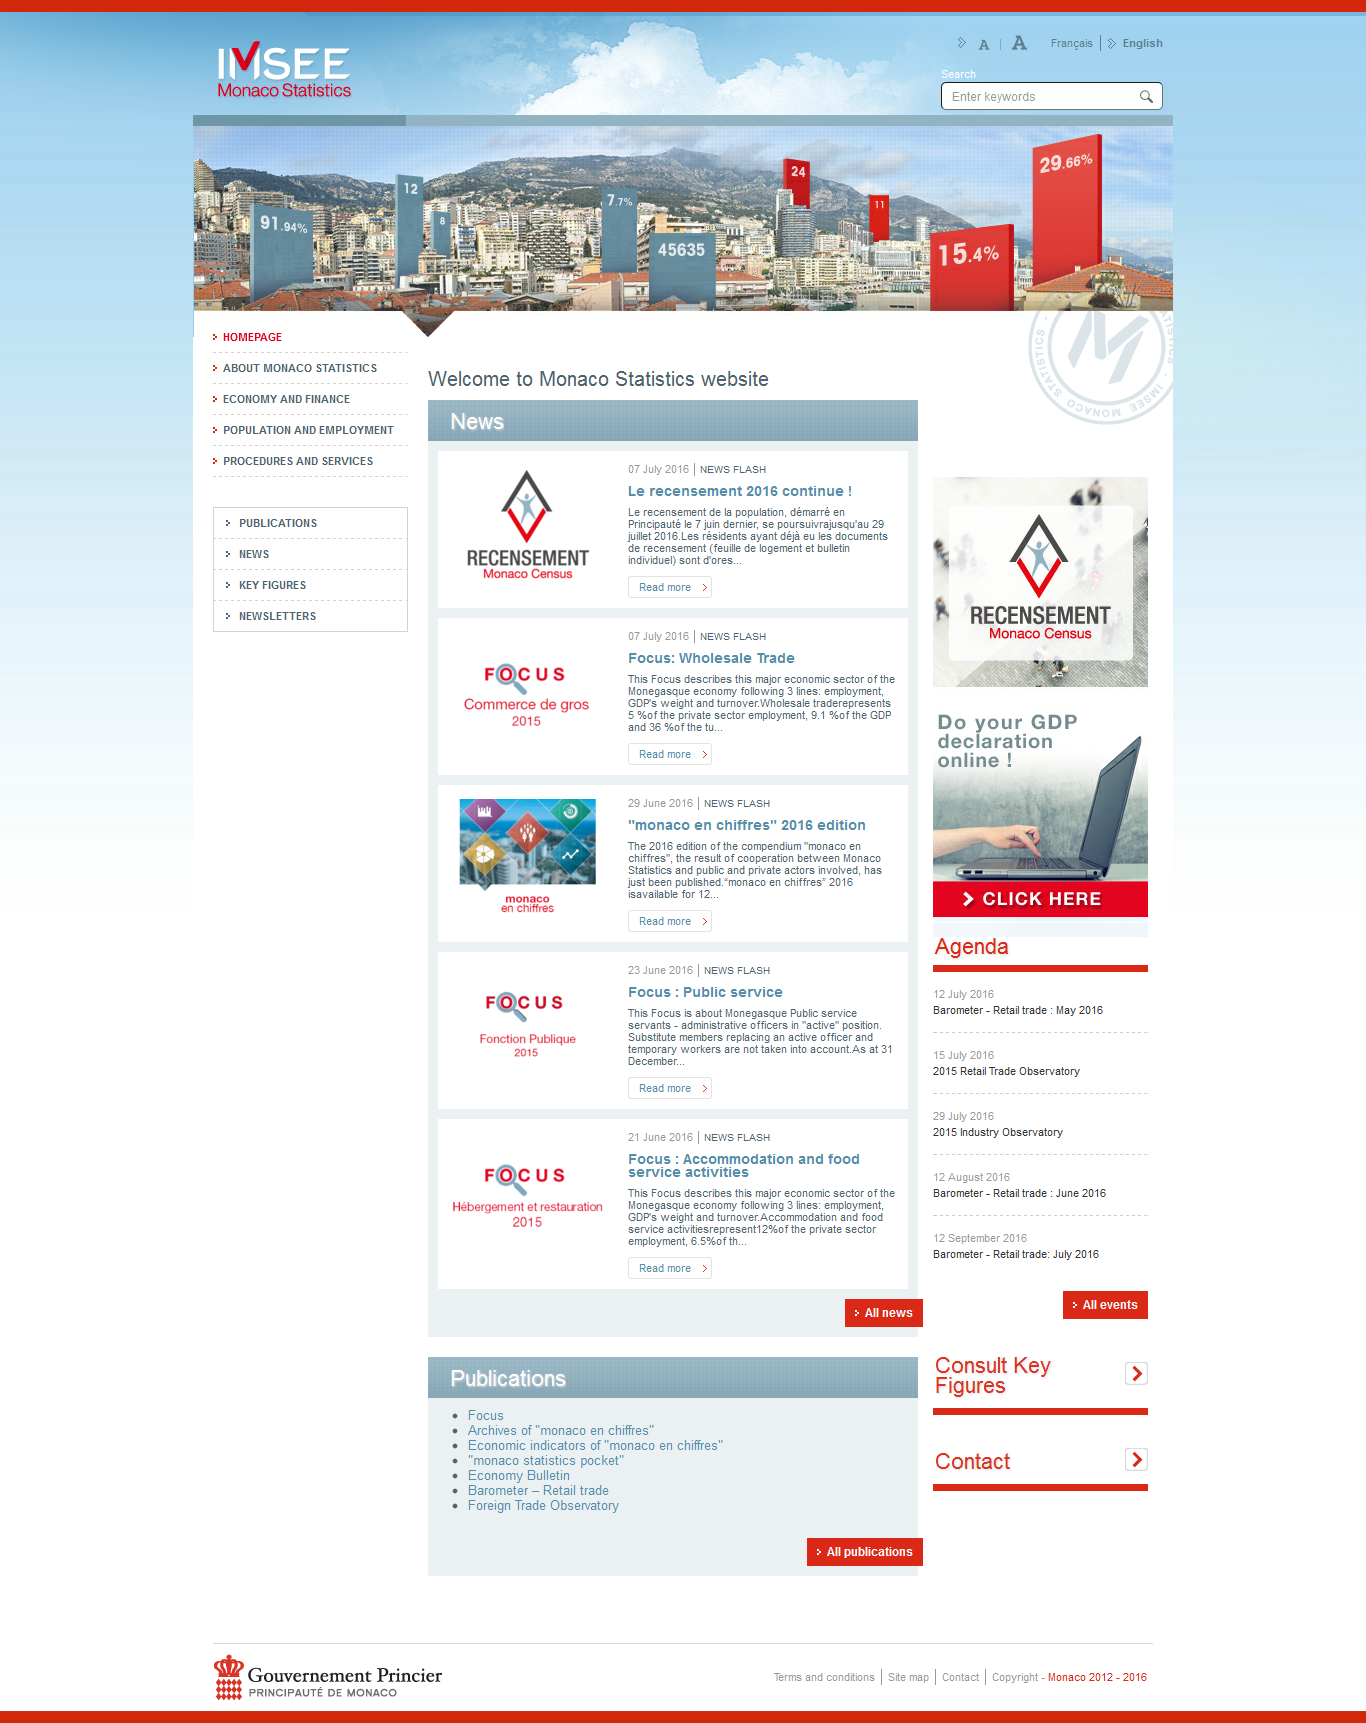 IMSEE
Monaco Statistics
A | A
Français | English
Search
Enter keywords
91.94%
12
8
7.7%
45635
24
11
15.4%
29.66%
HOMEPAGE
ABOUT MONACO STATISTICS
ECONOMY AND FINANCE
POPULATION AND EMPLOYMENT
PROCEDURES AND SERVICES
PUBLICATIONS
NEWS
KEY FIGURES
NEWSLETTERS
Welcome to Monaco Statistics website
News
RECENSEMENT
Monaco Census
07 July 2016 | NEWS FLASH
Le recensement 2016 continue !
Le recensement de la population, démarré en
Principauté le 7 juin dernier, se poursuivrajusqu'au 29
juillet 2016.Les résidents ayant déjà eu les documents
de recensement (feuille de logement et bulletin
individuel) sont d'ores...
Read more
FOCUS
Commerce de gros
2015
07 July 2016 | NEWS FLASH
Focus: Wholesale Trade
This Focus describes this major economic sector of the
Monegasque economy following 3 lines: employment,
GDP's weight and turnover.Wholesale traderepresents
5 %of the private sector employment, 9.1 %of the GDP
and 36 %of the tu...
Read more
monaco
en chiffres
29 June 2016 | NEWS FLASH
"monaco en chiffres" 2016 edition
The 2016 edition of the compendium "monaco en
chiffres", the result of cooperation between Monaco
Statistics and public and private actors involved, has
just been published.“monaco en chiffres” 2016
isavailable for 12...
Read more
FOCUS
Fonction Publique
2015
23 June 2016 | NEWS FLASH
Focus : Public service
This Focus is about Monegasque Public service
servants - administrative officers in "active" position.
Substitute members replacing an active officer and
temporary workers are not taken into account.As at 31
December...
Read more
FOCUS
Hébergement et restauration
2015
21 June 2016 | NEWS FLASH
Focus : Accommodation and food
service activities
This Focus describes this major economic sector of the
Monegasque economy following 3 lines: employment,
GDP's weight and turnover.Accommodation and food
service activitiesrepresent12%of the private sector
employment, 6.5%of th...
Read more
All news
Publications
Focus
Archives of "monaco en chiffres"
Economic indicators of "monaco en chiffres"
"monaco statistics pocket"
Economy Bulletin
Barometer – Retail trade
Foreign Trade Observatory
All publications
IMSEE - MONACO STATISTICS
RECENSEMENT
Monaco Census
Do your GDP
declaration
online !
CLICK HERE
Agenda
12 July 2016
Barometer - Retail trade : May 2016
15 July 2016
2015 Retail Trade Observatory
29 July 2016
2015 Industry Observatory
12 August 2016
Barometer - Retail trade : June 2016
12 September 2016
Barometer - Retail trade: July 2016
All events
Consult Key
Figures
Contact
Gouvernement Princier
PRINCIPAUTÉ DE MONACO
Terms and conditions | Site map | Contact | Copyright - Monaco 2012 - 2016